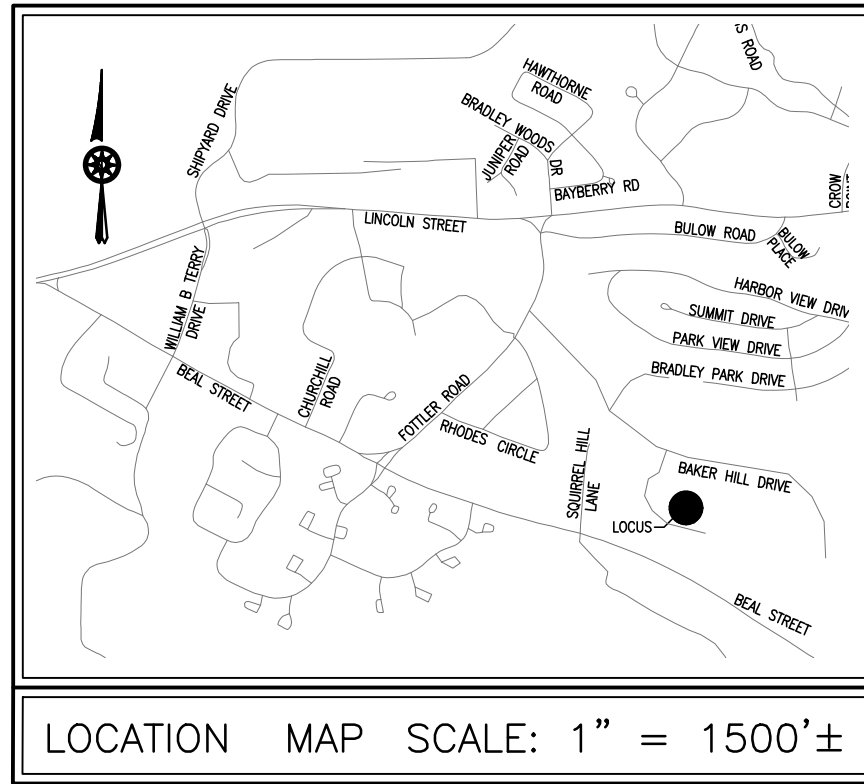 S ROAD
HAWTHORNE
ROAD
SHIPYARD DRIVE
BRADLEY WOODS DR
JUNIPER
ROAD
BAYBERRY RD
CROW
POINT
LINCOLN STREET
BULOW ROAD
BULOW
PLACE
WILLIAM B TERRY
DRIVE
HARBOR VIEW DRIV
SUMMIT DRIVE
PARK VIEW DRIVE
BRADLEY PARK DRIVE
BEAL STREET
CHURCHILL
ROAD
FOTTLER ROAD
RHODES CIRCLE
SQUIRREL HILL
LANE
BAKER HILL DRIVE
LOCUS
BEAL STREET
LOCATION MAP SCALE: 1" = 1500'±